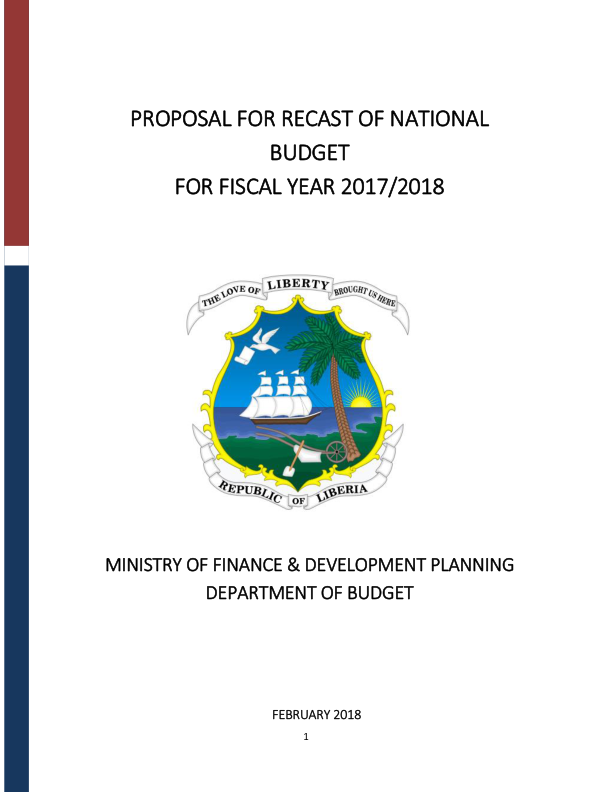 PROPOSAL FOR RECAST OF NATIONAL
BUDGET
FOR FISCAL YEAR 2017/2018
THE LOVE OF LIBERTY BROUGHT US HERE
REPUBLIC OF LIBERIA
MINISTRY OF FINANCE & DEVELOPMENT PLANNING
DEPARTMENT OF BUDGET
FEBRUARY 2018
1